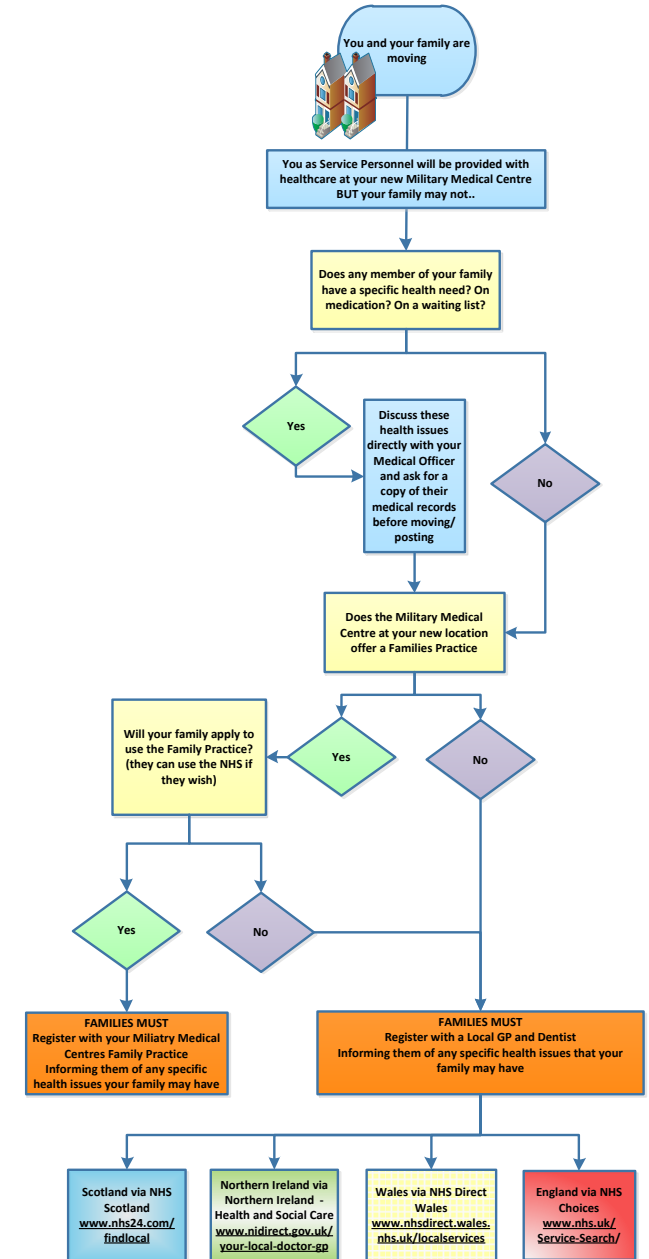 You and your family are
moving
You as Service Personnel will be provided with
healthcare at your new Military Medical Centre
BUT your family may not..
Does any member of your family
have a specific health need? On
medication? On a waiting list?
Yes
Discuss these
health issues
directly with your
Medical Officer
and ask for a
copy of their
medical records
before moving/
posting
No
Does the Military Medical
Centre at your new location
offer a Families Practice
Will your family apply to
use the Family Practice?
(they can use the NHS if
they wish)
Yes
No
Yes
No
FAMILIES MUST
Register with your Miliatry Medical
Centres Family Practice
Informing them of any specific
health issues your family may have
FAMILIES MUST
Register with a Local GP and Dentist
Informing them of any specific health issues that your
family may have
Scotland via NHS
Scotland
www.nhs24.com/
findlocal
Northern Ireland via
Northern Ireland -
Health and Social Care
www.nidirect.gov.uk/
your-local-doctor-gp
Wales via NHS Direct
Wales
www.nhsdirect.wales.
nhs.uk/localservices
England via NHS
Choices
www.nhs.uk/
Service-Search/